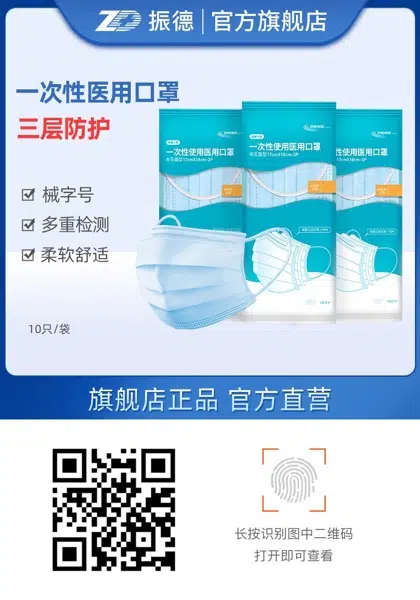 ZD 振德 官方旗舰店
一次性医用口罩
三层防护
械字号
多重检测
柔软舒适
10只/袋
一次性使用医用口罩
一次性使用医用口罩
旗舰店正品 官方直营
长按识别图中二维码
打开即可查看